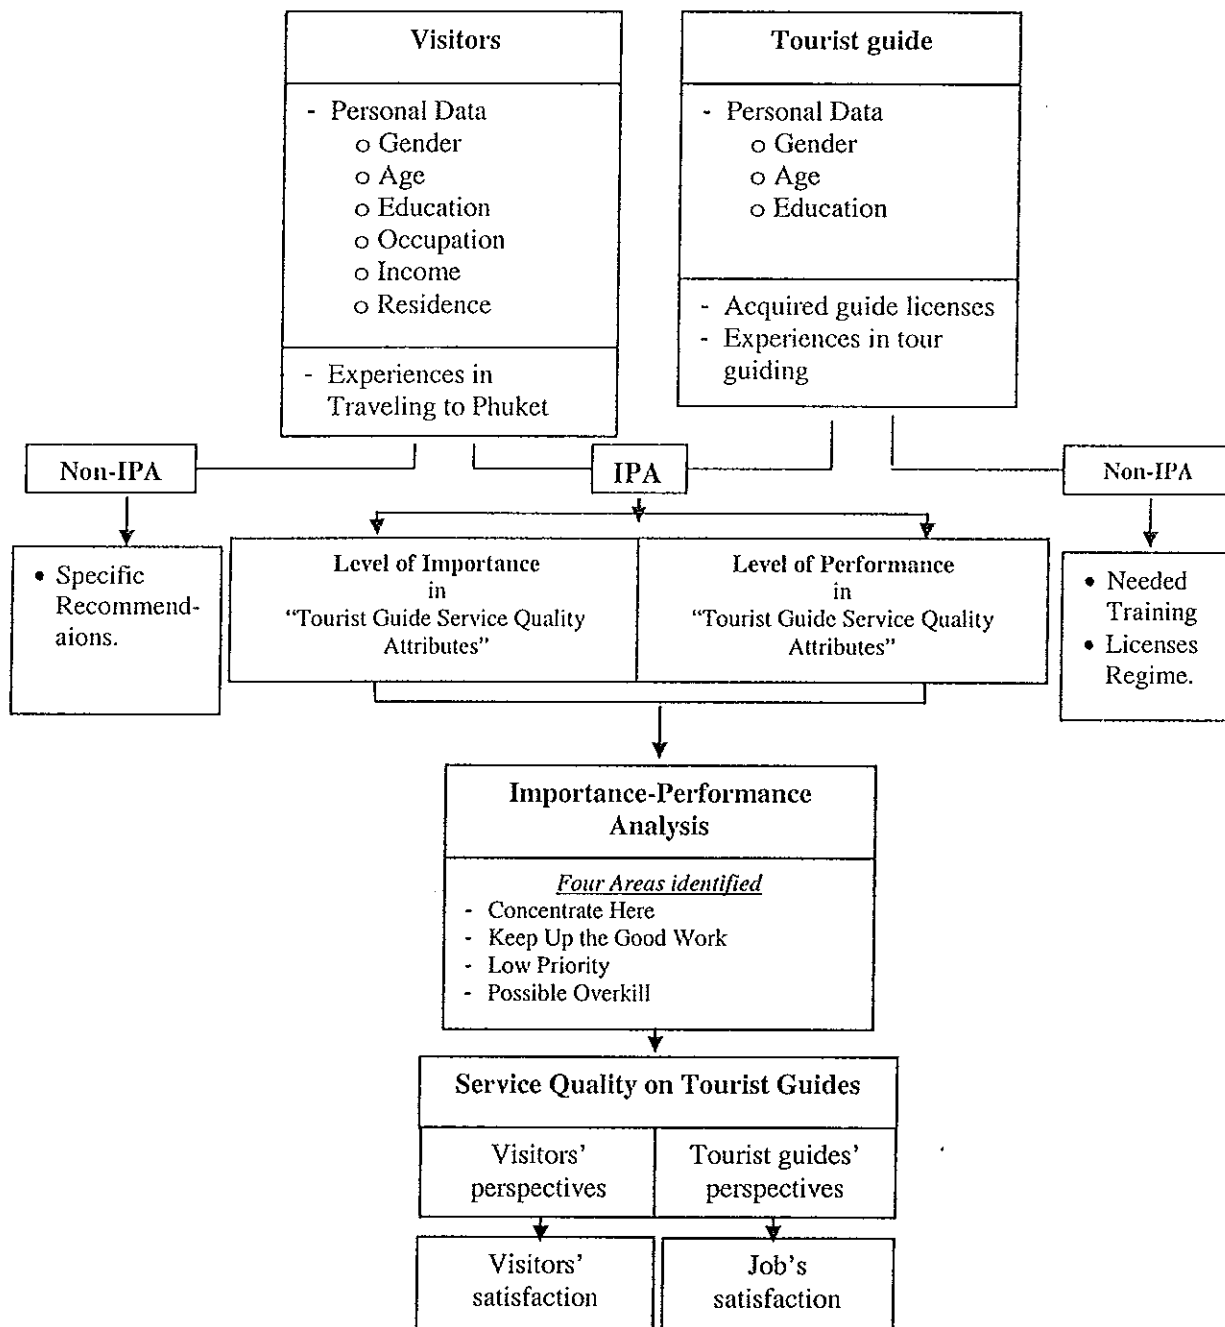 Visitors
- Personal Data
o Gender
o Age
o Education
o Occupation
o Income
o Residence
- Experiences in
Traveling to Phuket
Tourist guide
- Personal Data
o Gender
o Age
o Education
- Acquired guide licenses
- Experiences in tour
guiding
Non-IPA
IPA
Non-IPA
• Specific
Recommend-
aions.
Level of Importance
in
“Tourist Guide Service Quality
Attributes”
Level of Performance
in
“Tourist Guide Service Quality
Attributes”
• Needed
Training
• Licenses
Regime.
Importance-Performance
Analysis
Four Areas identified
- Concentrate Here
- Keep Up the Good Work
- Low Priority
- Possible Overkill
Service Quality on Tourist Guides
Visitors’
perspectives
Tourist guides’
perspectives
Visitors’
satisfaction
Job’s
satisfaction